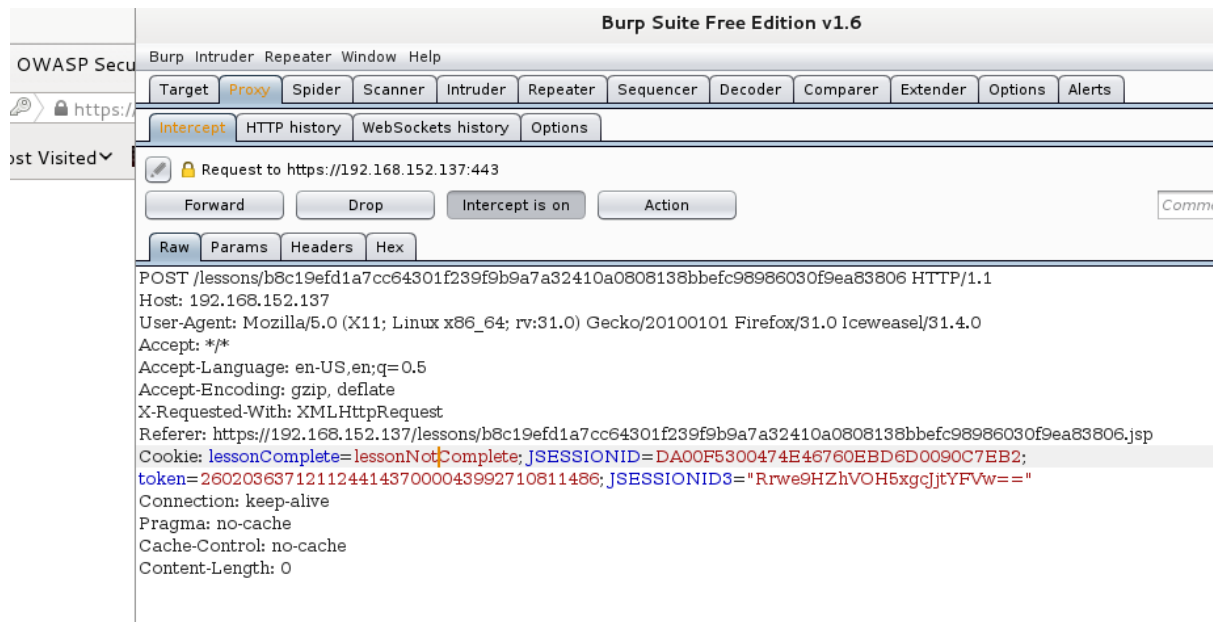 Burp Suite Free Edition v1.6
OWASP Secu
Burp Intruder Repeater Window Help
Target Proxy Spider Scanner Intruder Repeater Sequencer Decoder Comparer Extender Options Alerts
https://
Intercept HTTP history WebSockets history Options
ost Visited
Request to https://192.168.152.137:443
Forward Drop Intercept is on Action Comme
Raw Params Headers Hex
POST /lessons/b8c19efd1a7cc64301f239f9b9a7a32410a0808138bbefc98986030f9ea83806 HTTP/1.1
Host: 192.168.152.137
User-Agent: Mozilla/5.0 (X11; Linux x86_64; rv:31.0) Gecko/20100101 Firefox/31.0 Iceweasel/31.4.0
Accept: */*
Accept-Language: en-US,en;q=0.5
Accept-Encoding: gzip, deflate
X-Requested-With: XMLHttpRequest
Referer: https://192.168.152.137/lessons/b8c19efd1a7cc64301f239f9b9a7a32410a0808138bbefc98986030f9ea83806.jsp
Cookie: lessonComplete=lessonNotComplete; JSESSIONID=DA00F5300474E46760EBD6D0090C7EB2;
token=26020363712112441437000043992710811486; JSESSIONID3="Rrwe9HZhVOH5xgcJjtYFVw=="
Connection: keep-alive
Pragma: no-cache
Cache-Control: no-cache
Content-Length: 0